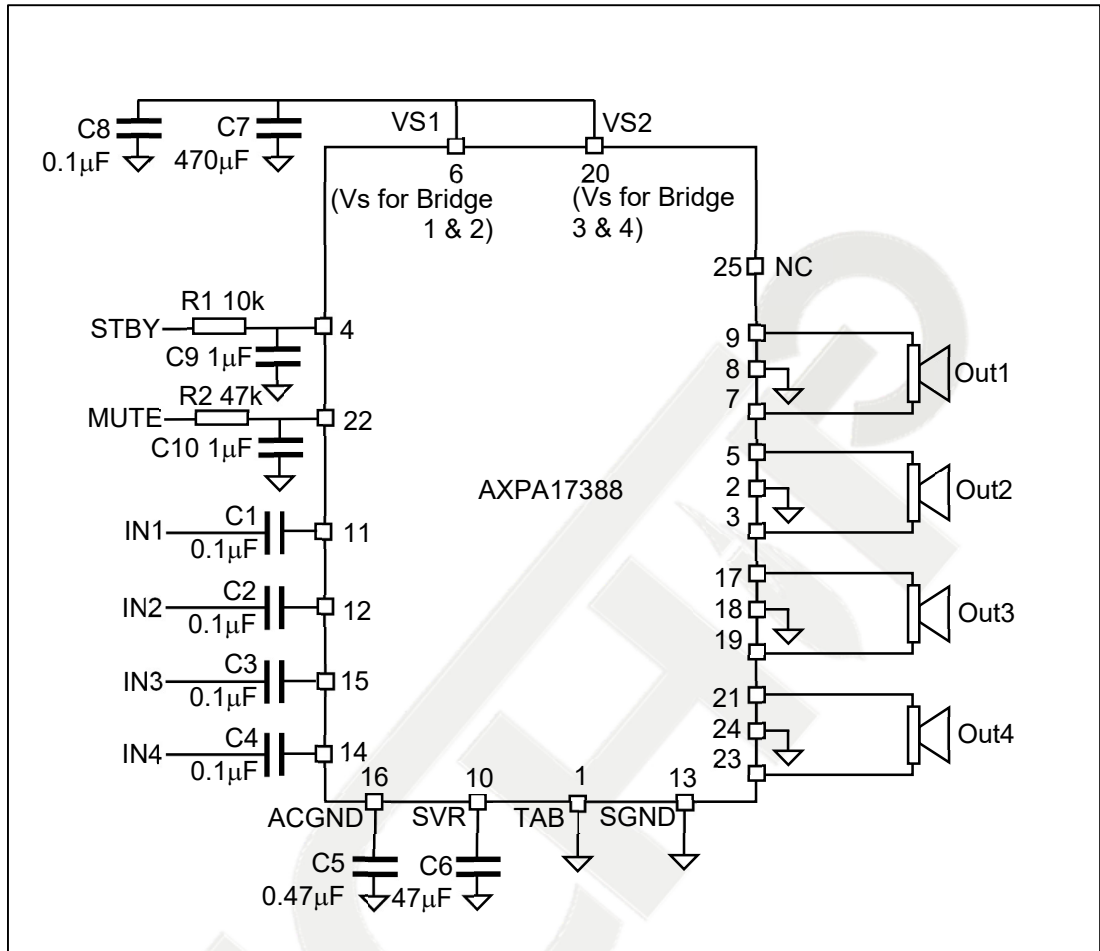 VS1 VS2
C8 C7
0.1µF 470µF
6 20
(Vs for Bridge (Vs for Bridge
1 & 2) 3 & 4)
25 NC
R1 10k
STBY 4
C9 1µF
R2 47k
MUTE 22
C10 1µF
9
8 Out1
7
5
2 Out2
3
AXPA17388
IN1 C1 11
0.1µF
IN2 C2 12
0.1µF
IN3 C3 15
0.1µF
IN4 C4 14
0.1µF
17
18 Out3
19
21
24 Out4
23
16 10 1 13
ACGND SVR TAB SGND
C5 C6
0.47µF 47µF